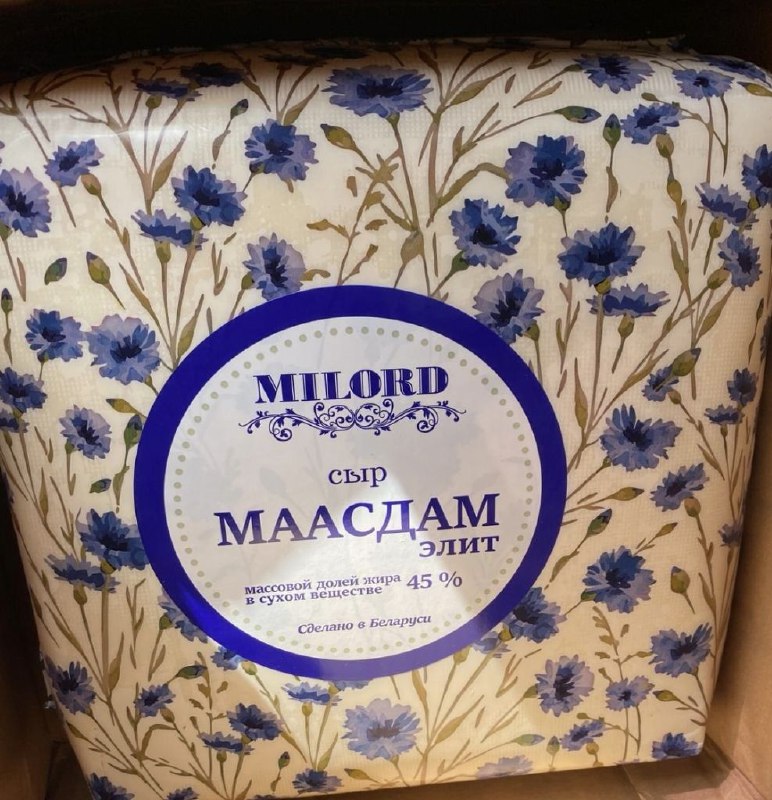 MILORD
сыр
МААСДАМ
элит
массовой долей жира
в сухом веществе 45 %
Сделано в Беларуси